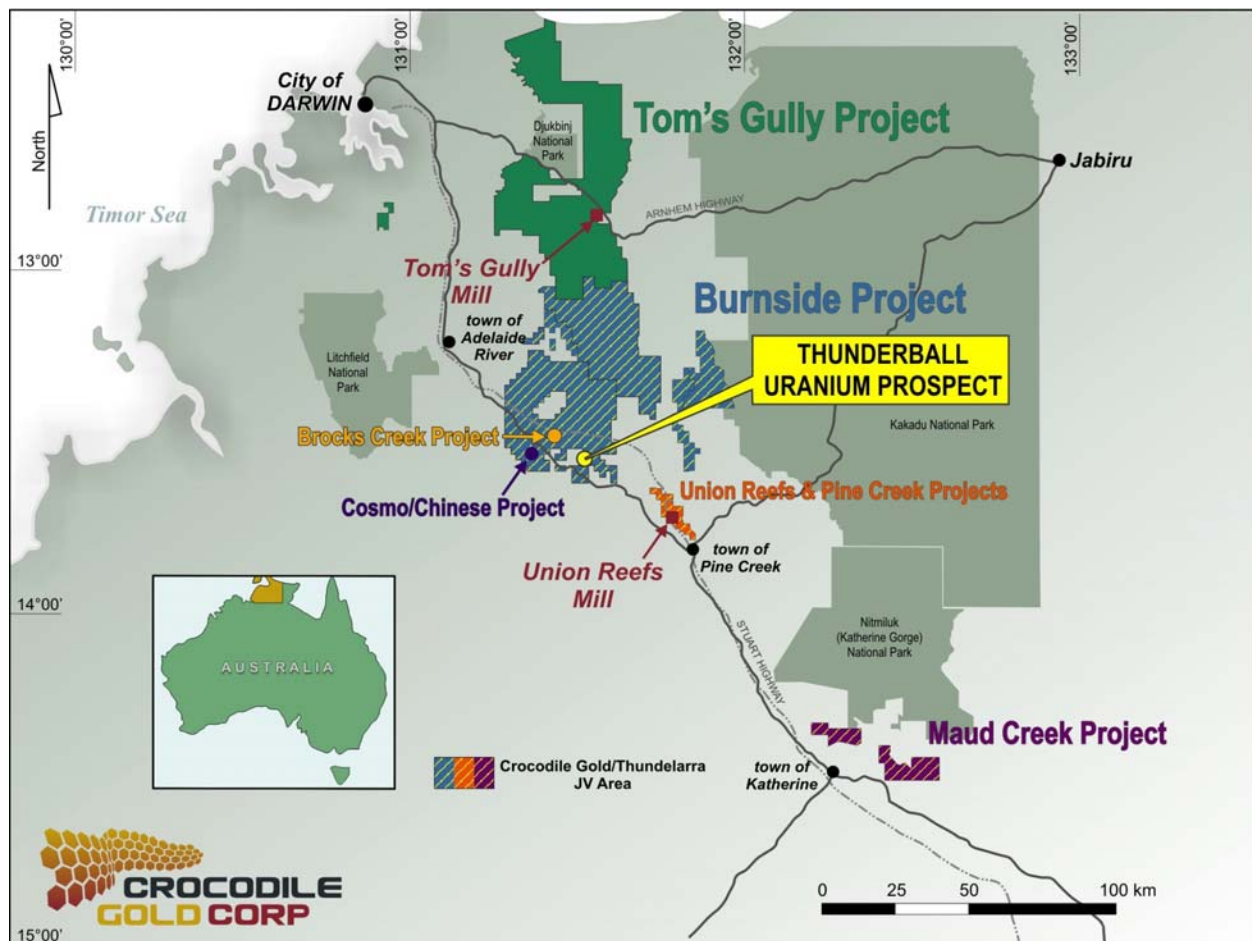 130°00'
131°00'
132°00'
133°00'
North
City of
DARWIN
Timor Sea
Djukbinj
National
Park
Tom's Gully Project
Jabiru
ARNHEM HIGHWAY
13°00'
Tom's Gully
Mill
Burnside Project
town of
Adelaide
River
Litchfield
National
Park
THUNDERBALL
URANIUM PROSPECT
Kakadu National Park
Brocks Creek Project
Cosmo/Chinese Project
Union Reefs & Pine Creek Projects
town of
Pine Creek
Union Reefs
Mill
14°00'
AUSTRALIA
STUART HIGHWAY
Nitmiluk
(Katherine Gorge)
National Park
Maud Creek Project
Crocodile Gold/Thundelarra
JV Area
town of
Katherine
CROCODILE
GOLD CORP
0 25 50 100 km
15°00'